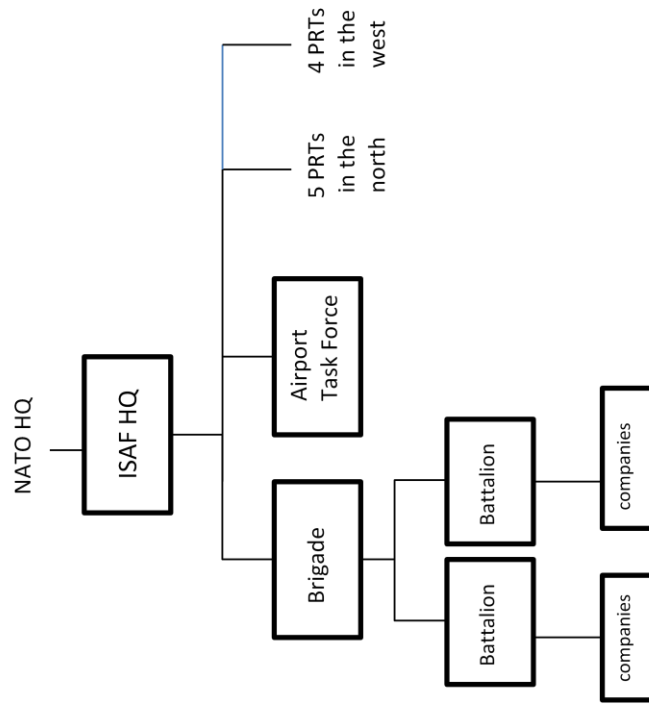 NATO HQ
ISAF HQ
Brigade
Airport
Task Force
5 PRTs
in the
north
4 PRTs
in the
west
Battalion
Battalion
companies
companies